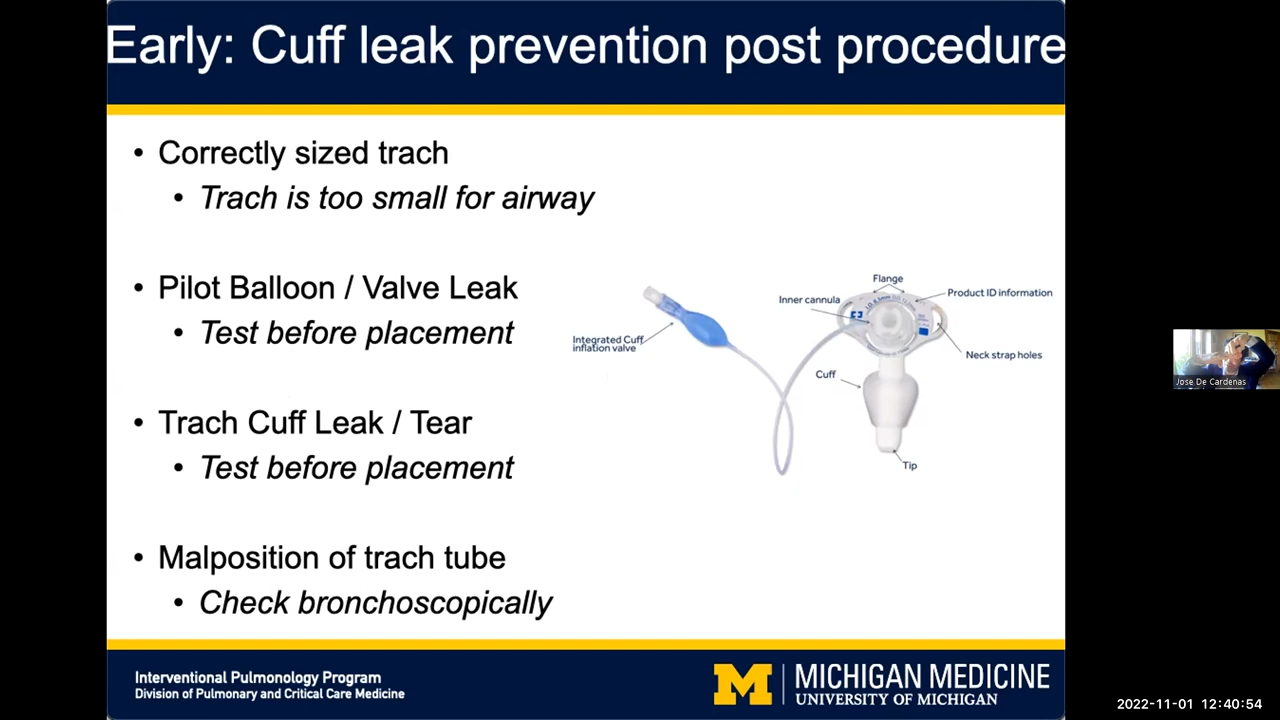 Early: Cuff leak prevention post procedure
• Correctly sized trach
• Trach is too small for airway
• Pilot Balloon / Valve Leak
• Test before placement
• Trach Cuff Leak / Tear
• Test before placement
• Malposition of trach tube
• Check bronchoscopically
Flange
Inner cannula
Product ID information
Integrated Cuff
inflation valve
Neck strap holes
Cuff
Tip
Jose De Cardenas
Interventional Pulmonology Program
Division of Pulmonary and Critical Care Medicine
M
MICHIGAN MEDICINE
UNIVERSITY OF MICHIGAN
2022-11-01 12:40:54